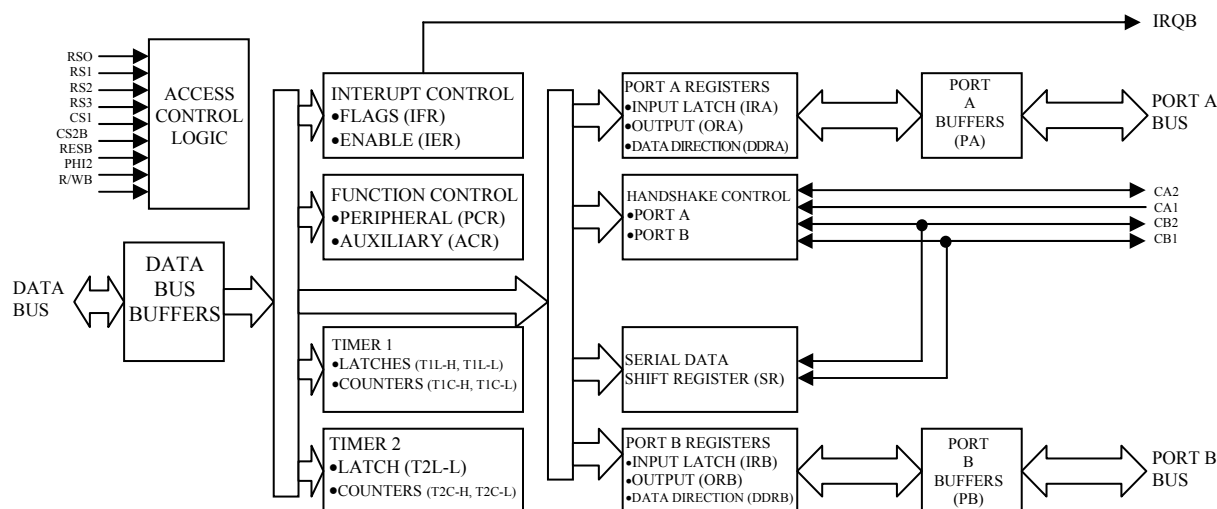 IRQB
RSO
RS1
RS2
RS3
CS1
CS2B
RESB
PHI2
R/WB
ACCESS
CONTROL
LOGIC
INTERUPT CONTROL
•FLAGS (IFR)
•ENABLE (IER)
PORT A REGISTERS
•INPUT LATCH (IRA)
•OUTPUT (ORA)
•DATA DIRECTION (DDRA)
PORT
A
BUFFERS
(PA)
PORT A
BUS
FUNCTION CONTROL
•PERIPHERAL (PCR)
•AUXILIARY (ACR)
HANDSHAKE CONTROL
•PORT A
•PORT B
CA2
CA1
CB2
CB1
DATA
BUS
DATA
BUS
BUFFERS
TIMER 1
•LATCHES (T1L-H, T1L-L)
•COUNTERS (T1C-H, T1C-L)
SERIAL DATA
SHIFT REGISTER (SR)
TIMER 2
•LATCH (T2L-L)
•COUNTERS (T2C-H, T2C-L)
PORT B REGISTERS
•INPUT LATCH (IRB)
•OUTPUT (ORB)
•DATA DIRECTION (DDRB)
PORT
B
BUFFERS
(PB)
PORT B
BUS